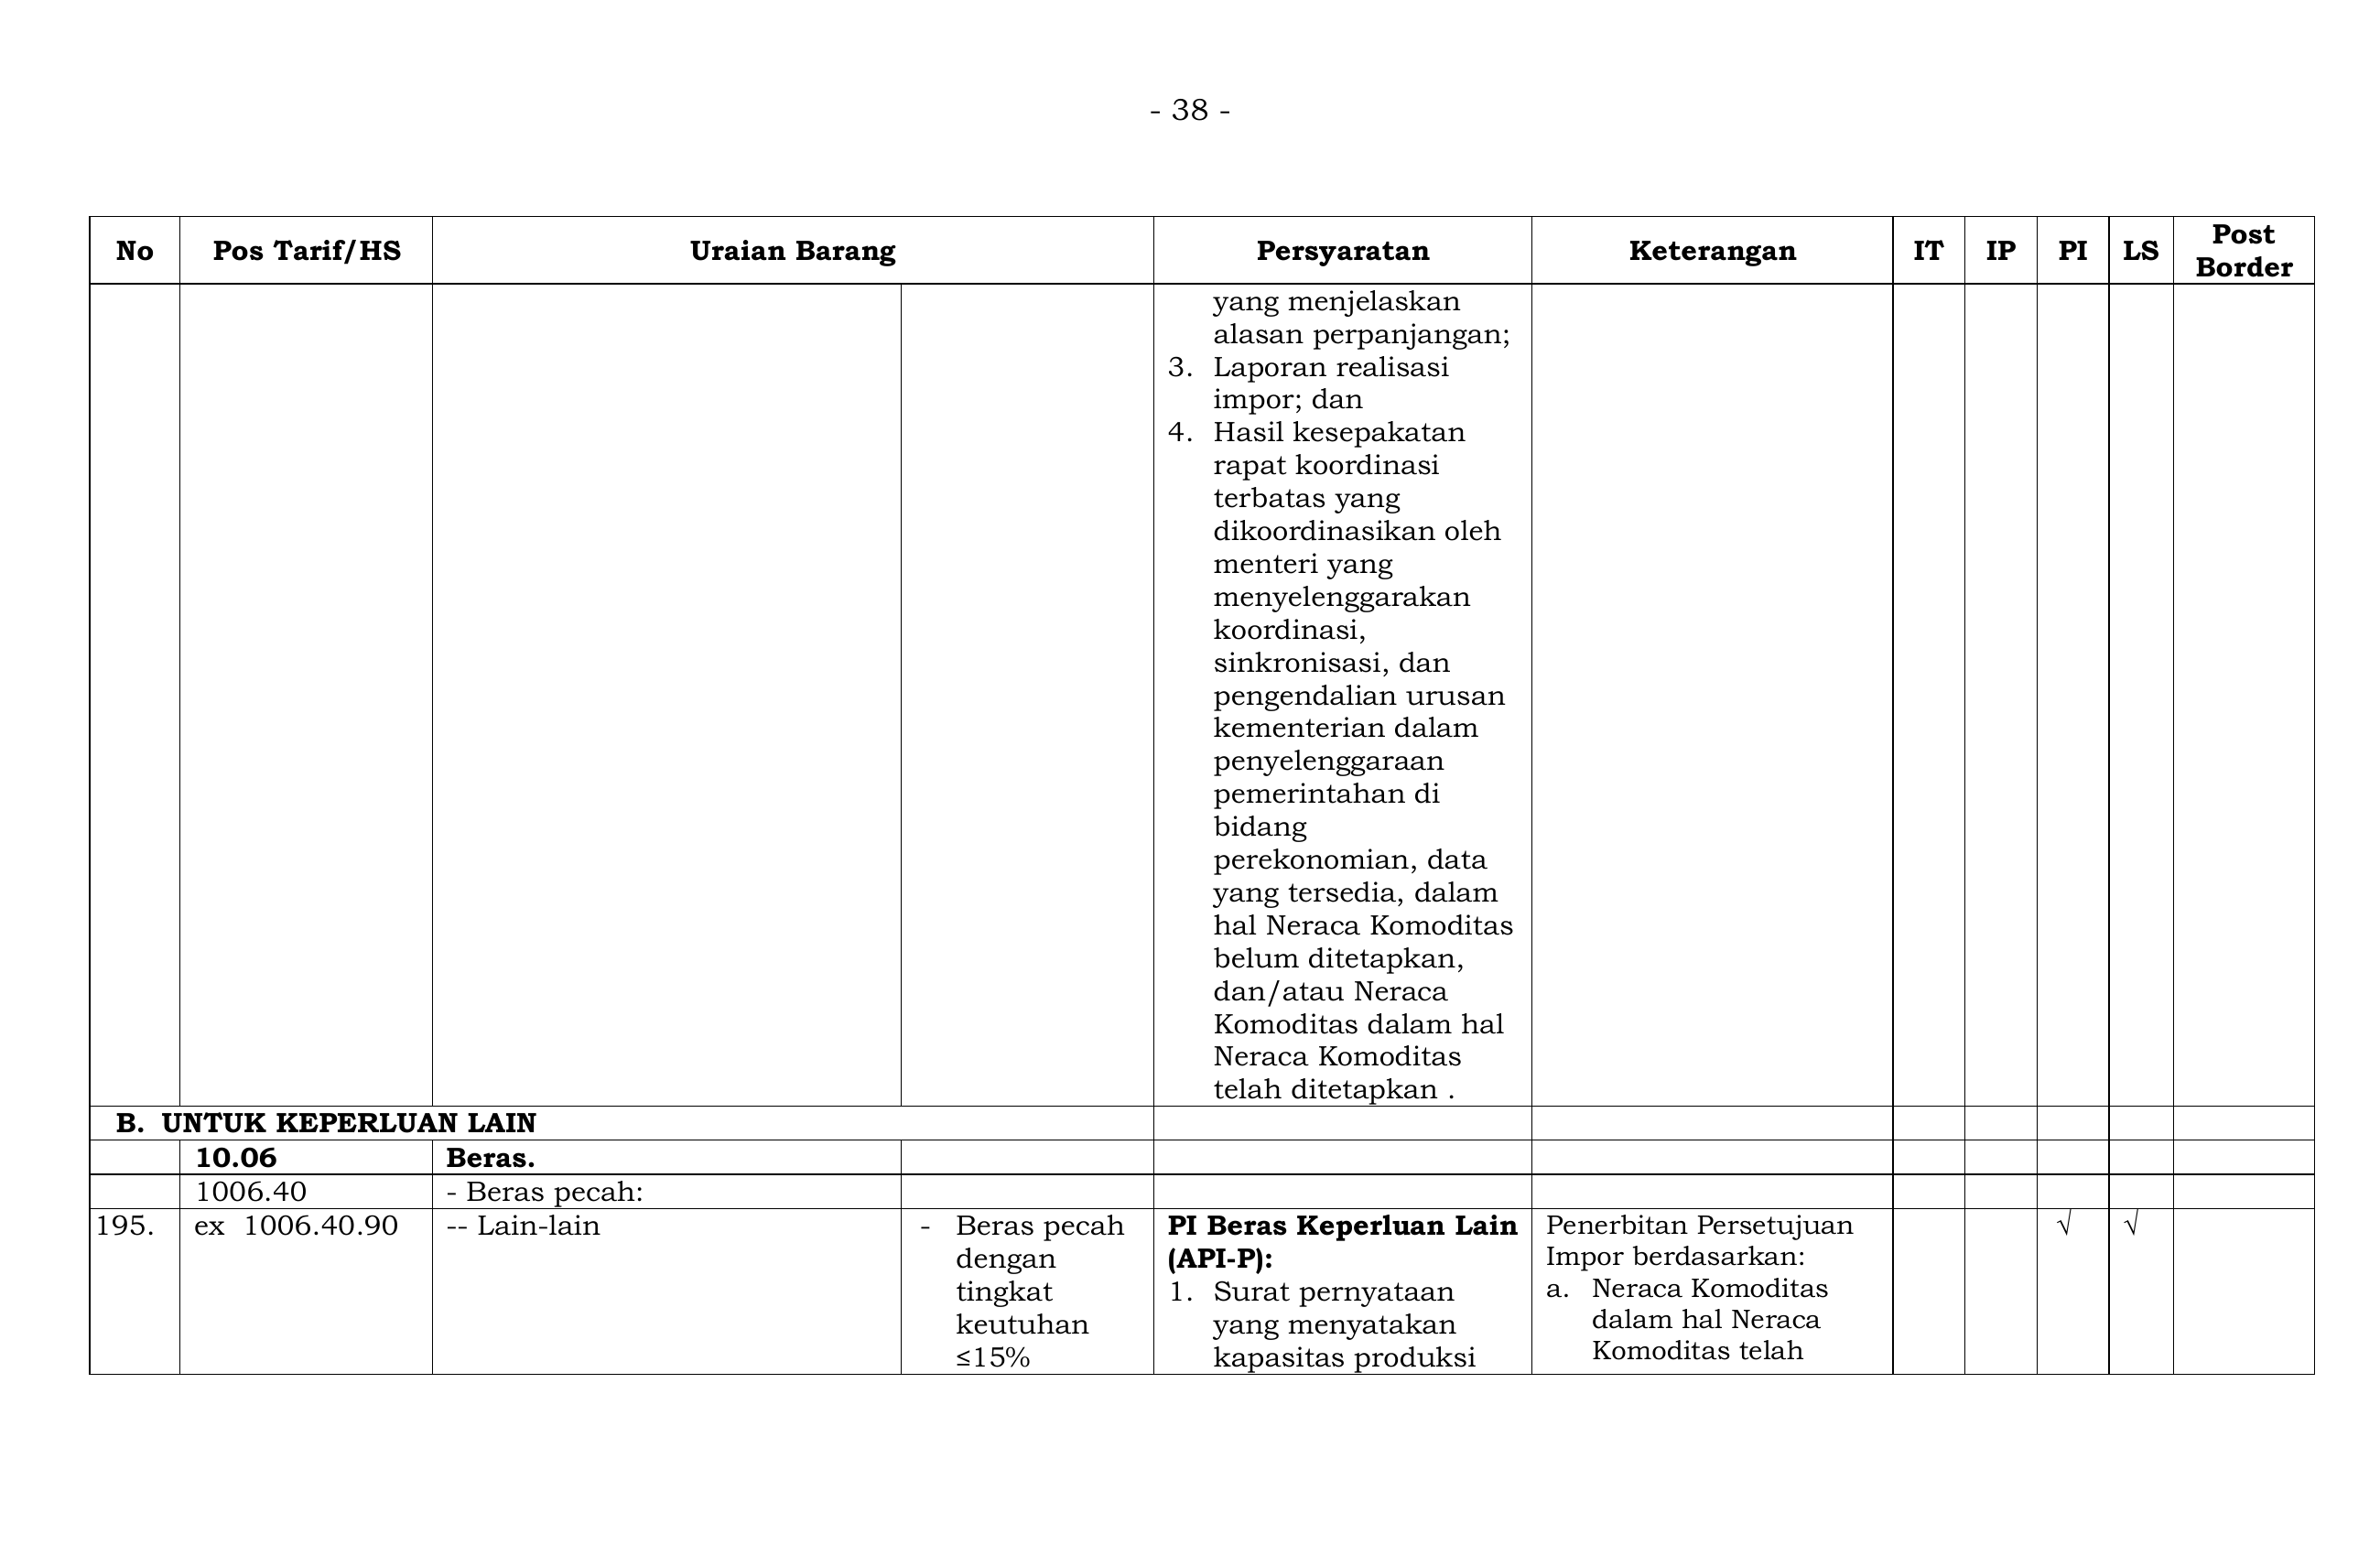 - 38 -
No Pos Tarif/HS Uraian Barang Persyaratan Keterangan IT IP PI LS Post Border
yang menjelaskan
alasan perpanjangan;
3. Laporan realisasi
impor; dan
4. Hasil kesepakatan
rapat koordinasi
terbatas yang
dikoordinasikan oleh
menteri yang
menyelenggarakan
koordinasi,
sinkronisasi, dan
pengendalian urusan
kementerian dalam
penyelenggaraan
pemerintahan di
bidang
perekonomian, data
yang tersedia, dalam
hal Neraca Komoditas
belum ditetapkan,
dan/atau Neraca
Komoditas dalam hal
Neraca Komoditas
telah ditetapkan .
B. UNTUK KEPERLUAN LAIN
10.06 Beras.
1006.40 - Beras pecah:
195. ex 1006.40.90 -- Lain-lain
- Beras pecah
dengan
tingkat
keutuhan
≤15%
PI Beras Keperluan Lain
(API-P):
1. Surat pernyataan
yang menyatakan
kapasitas produksi
Penerbitan Persetujuan
Impor berdasarkan:
a. Neraca Komoditas
dalam hal Neraca
Komoditas telah
√ √